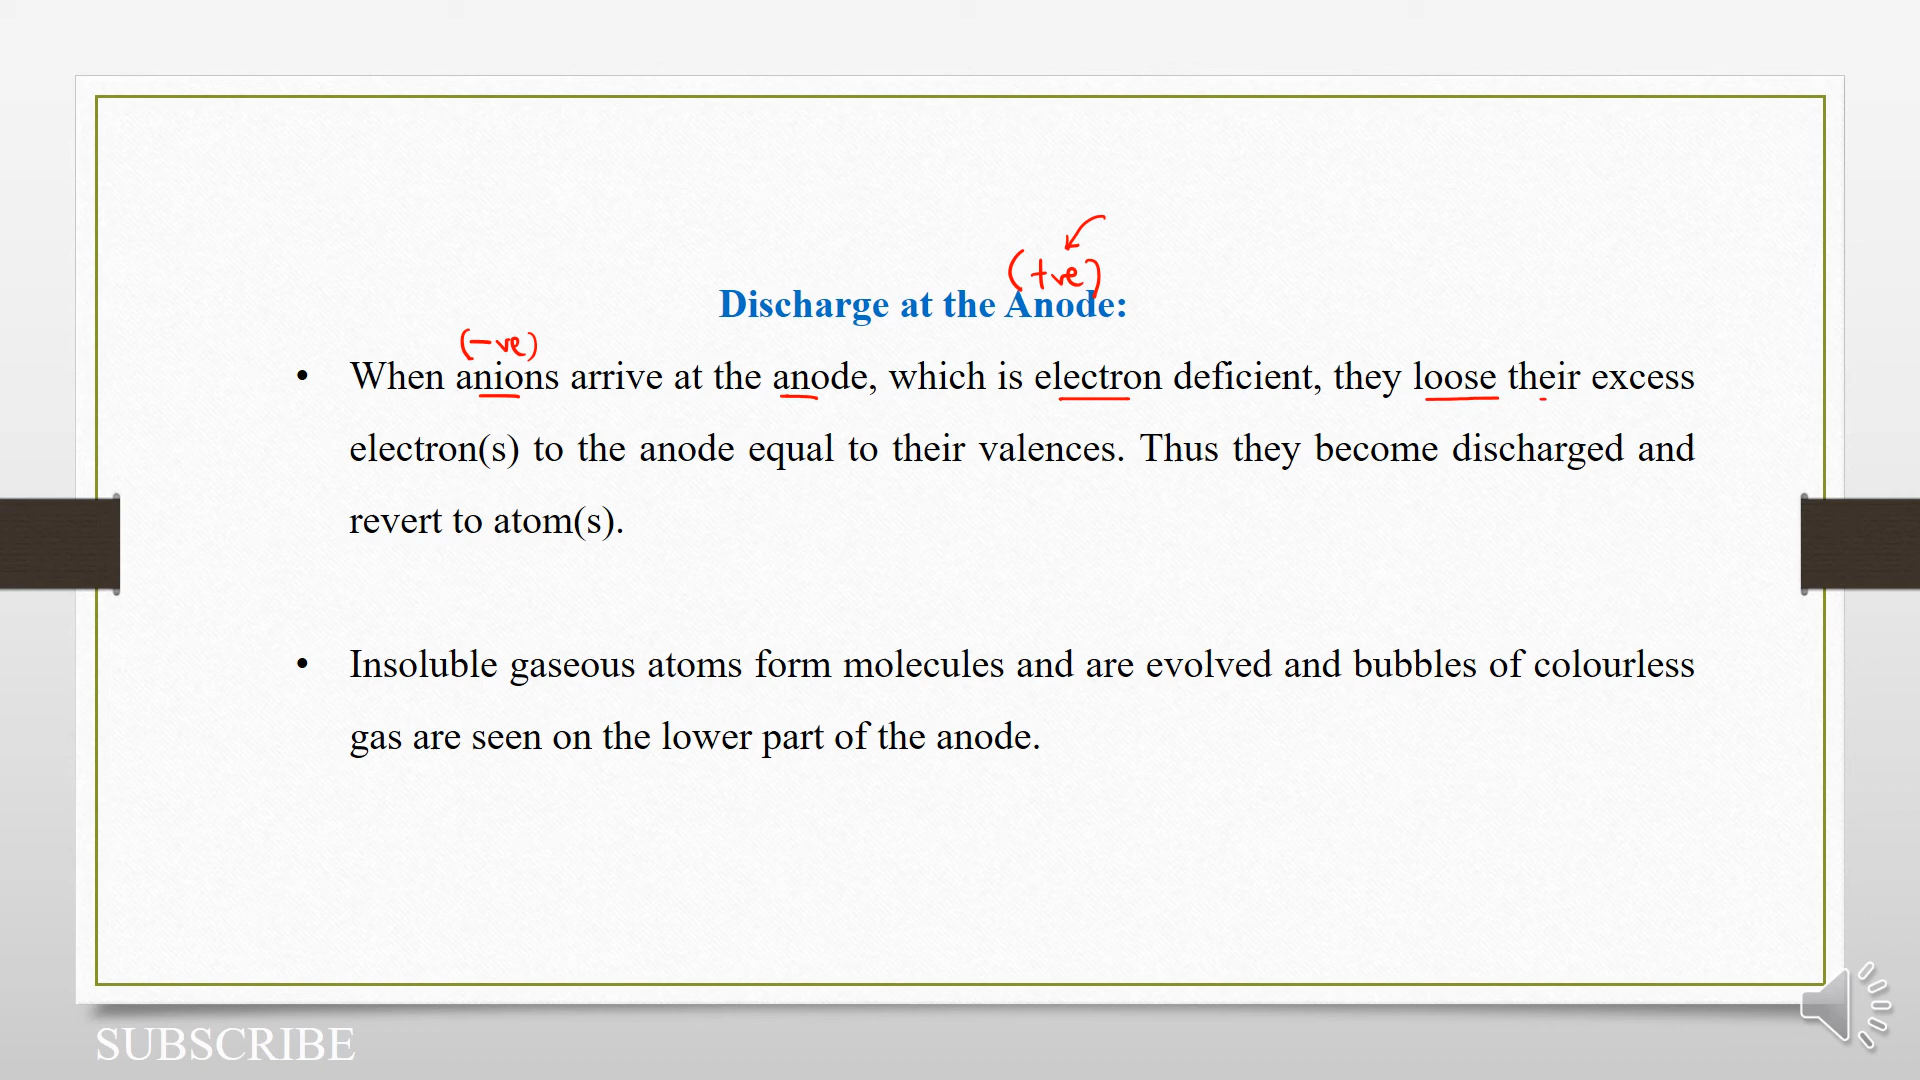 (+ve)
Discharge at the Anode:
(-ve)
• When anions arrive at the anode, which is electron deficient, they loose their excess
electron(s) to the anode equal to their valences. Thus they become discharged and
revert to atom(s).
• Insoluble gaseous atoms form molecules and are evolved and bubbles of colourless
gas are seen on the lower part of the anode.
SUBSCRIBE